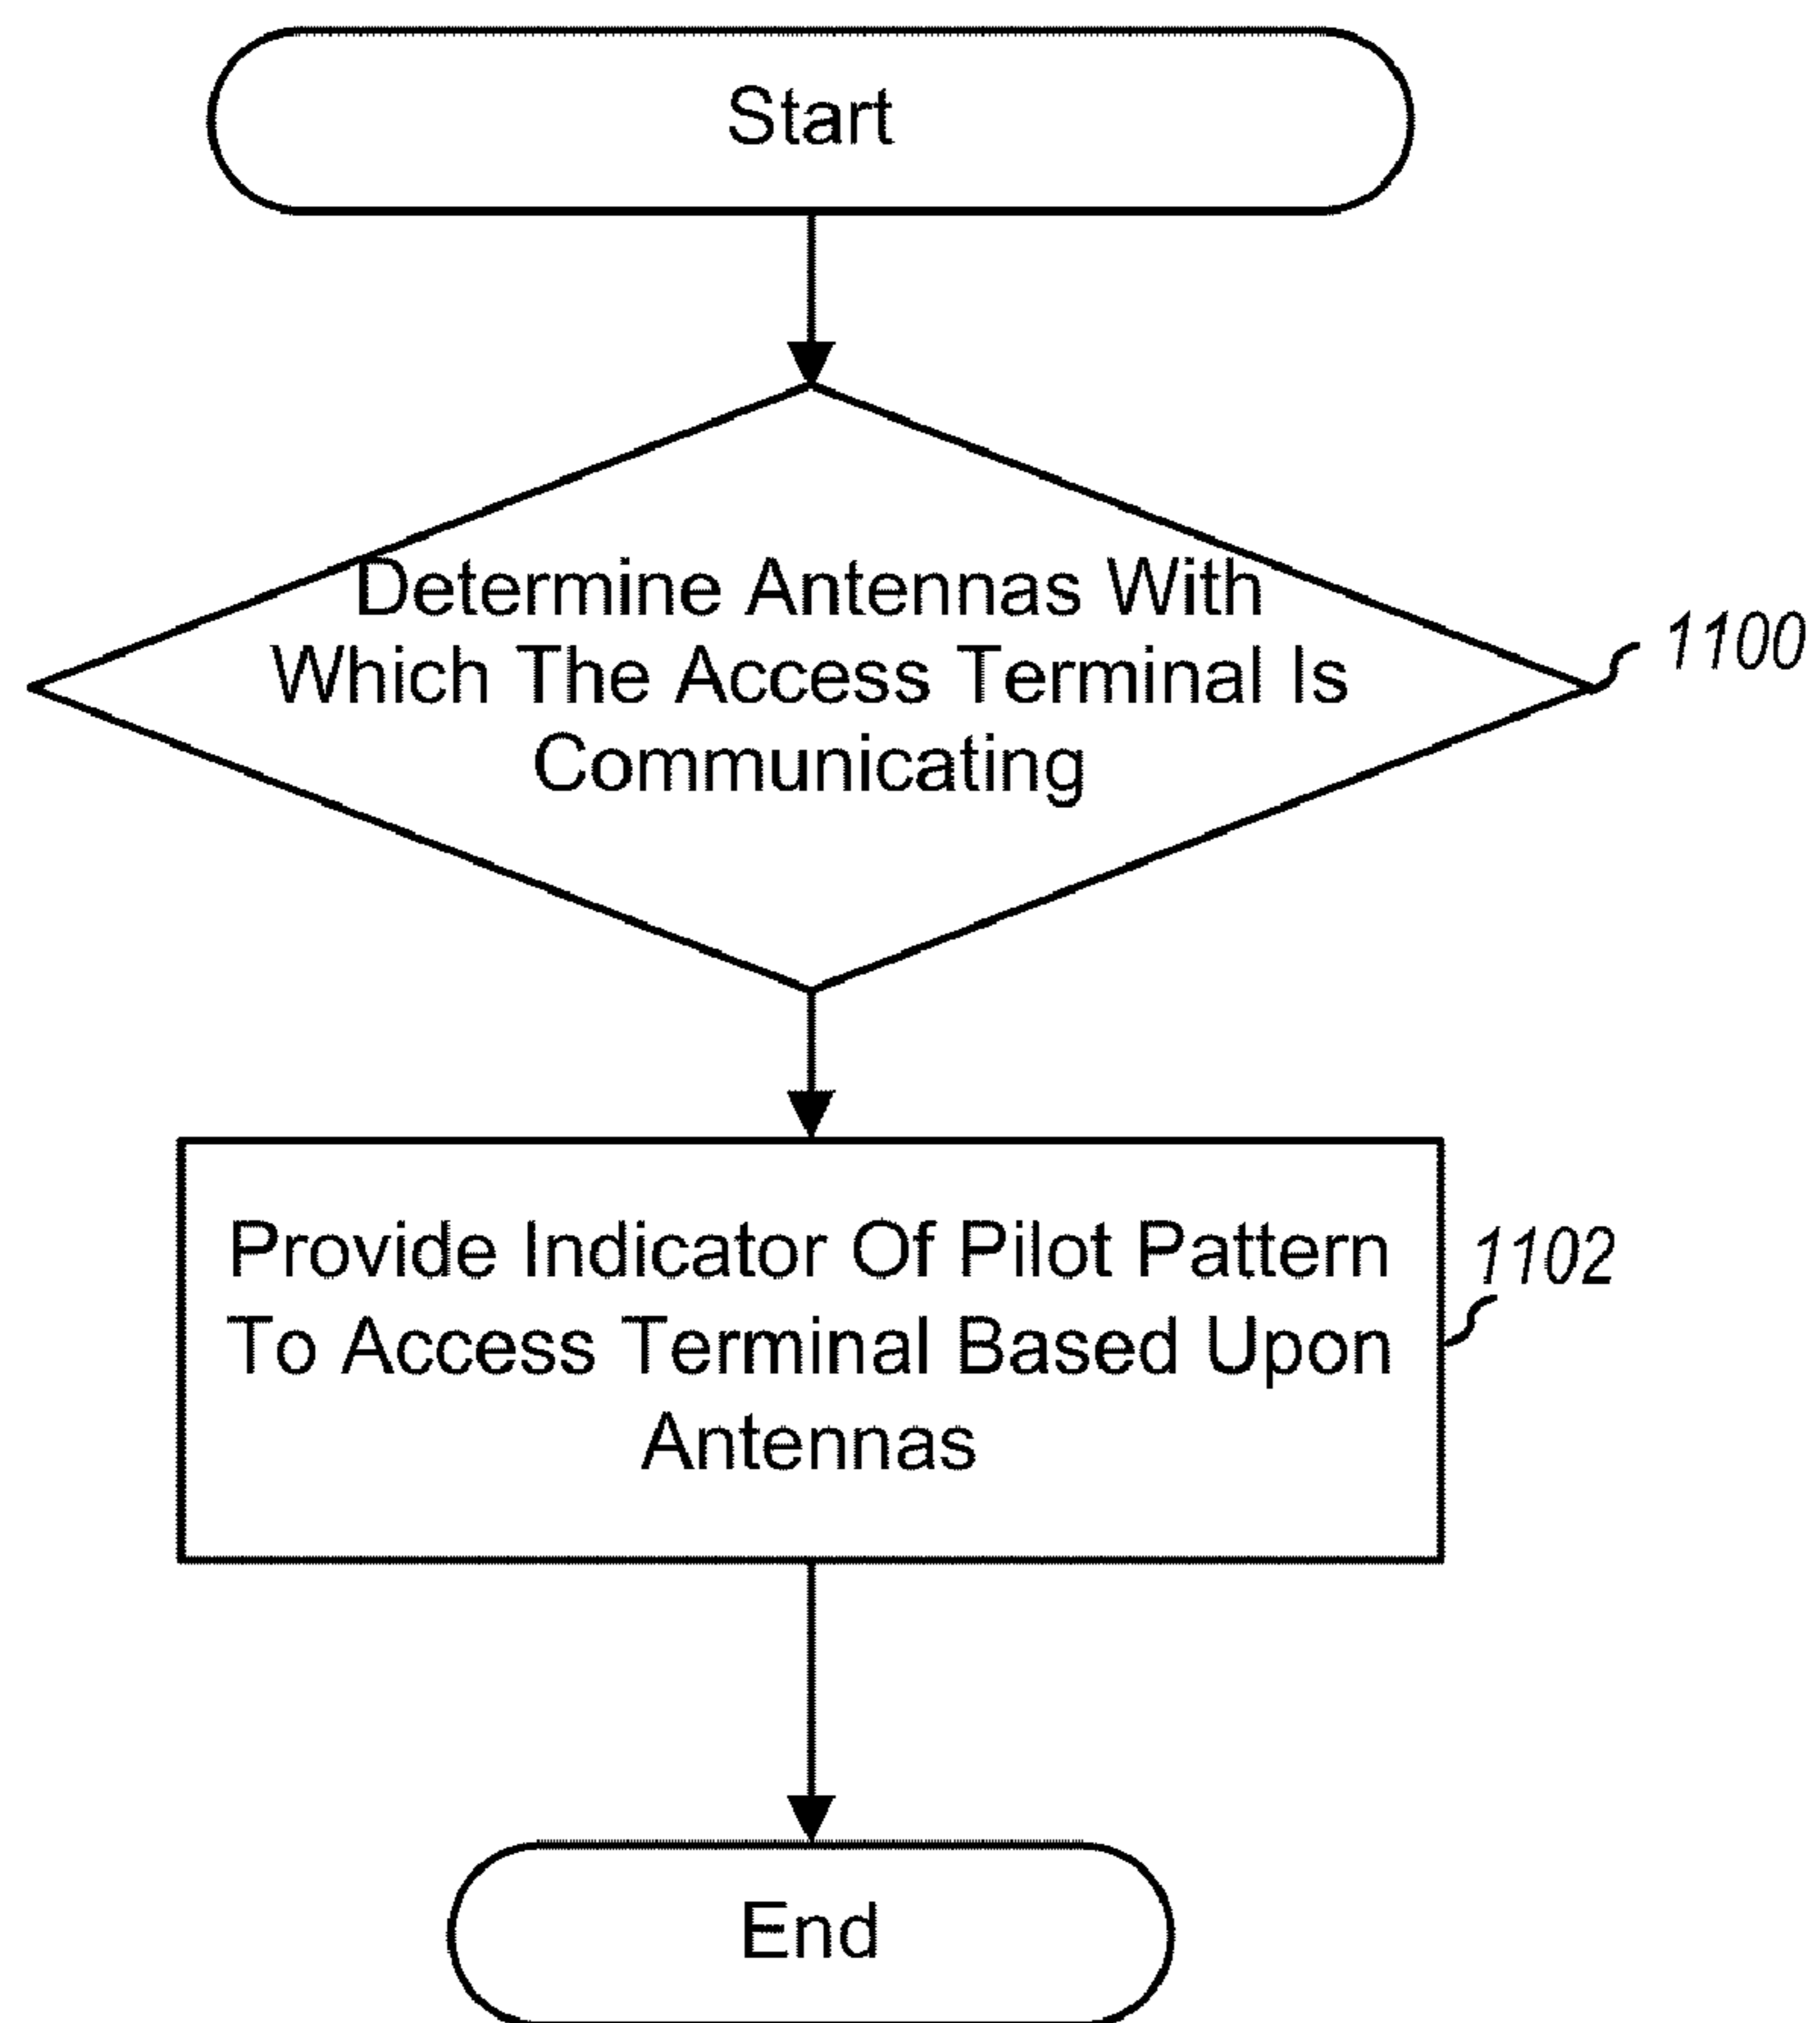 Start
Determine Antennas With
Which The Access Terminal Is
Communicating
1100
Provide Indicator Of Pilot Pattern
To Access Terminal Based Upon
Antennas
1102
End